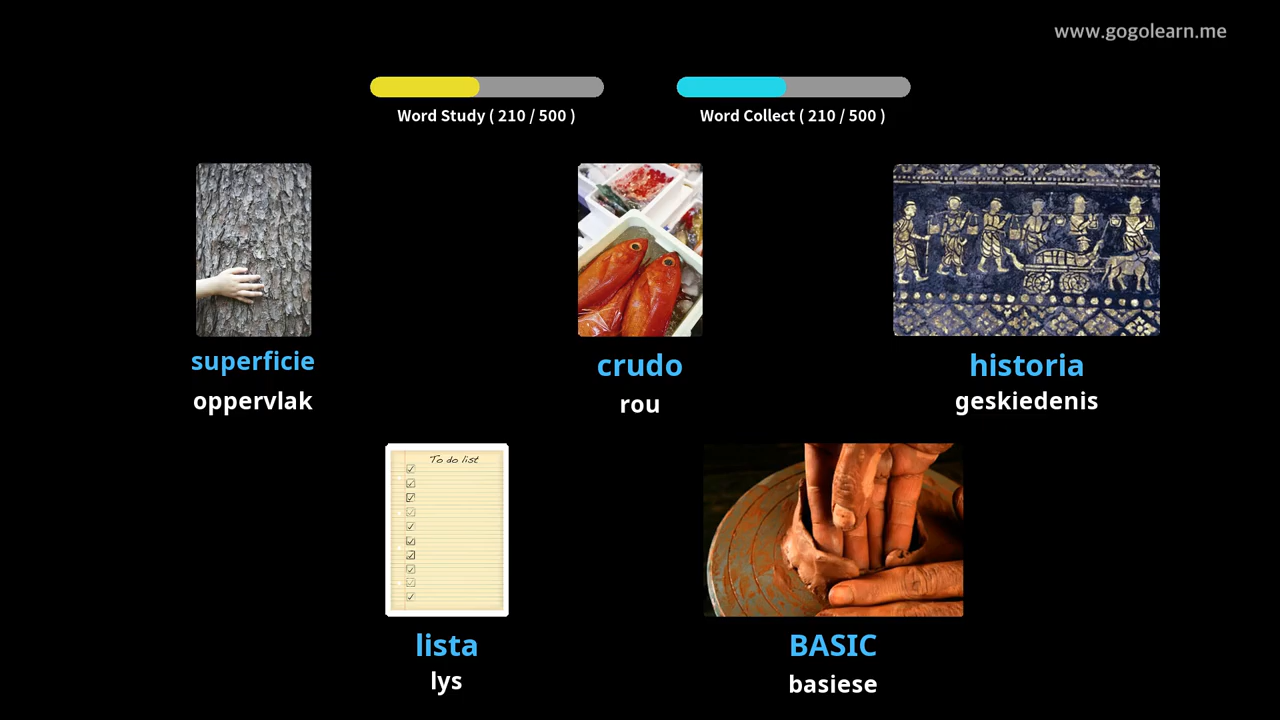 www.gogolearn.me
Word Study ( 210 / 500 )
Word Collect ( 210 / 500 )
superficie
oppervlak
crudo
rou
historia
geskiedenis
To do list
lista
lys
BASIC
basiese